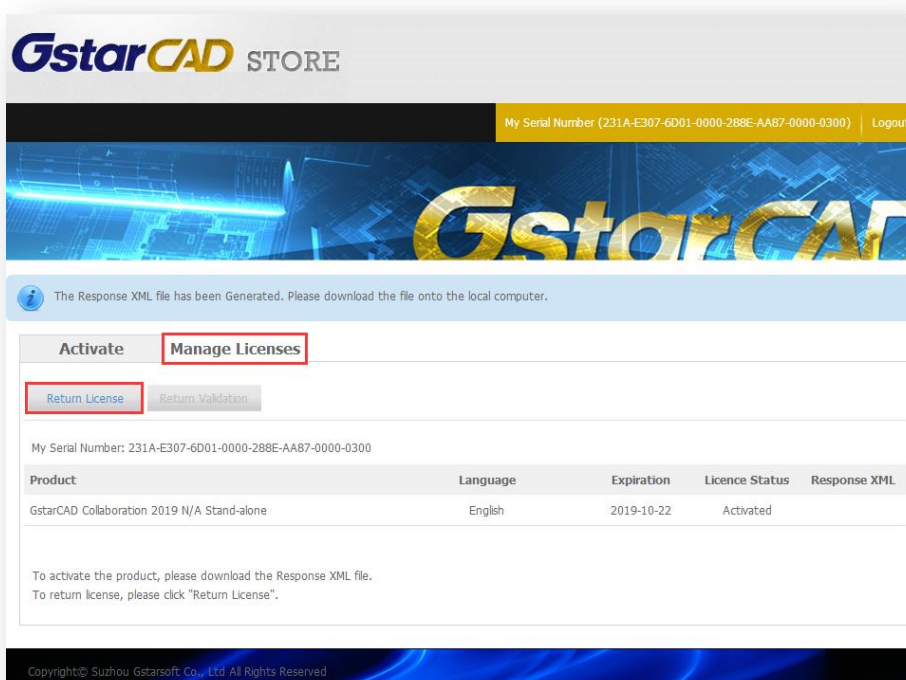 GstarCAD STORE
My Serial Number (231A-E307-6D01-0000-288E-AA87-0000-0300) Logout
GstarCAD
The Response XML file has been Generated. Please download the file onto the local computer.
Activate Manage Licenses
Return License Return Validation
My Serial Number: 231A-E307-6D01-0000-288E-AA87-0000-0300
Product Language Expiration Licence Status Response XML
GstarCAD Collaboration 2019 N/A Stand-alone English 2019-10-22 Activated
To activate the product, please download the Response XML file.
To return license, please click "Return License".
Copyright© Suzhou Gstarsoft Co., Ltd All Rights Reserved